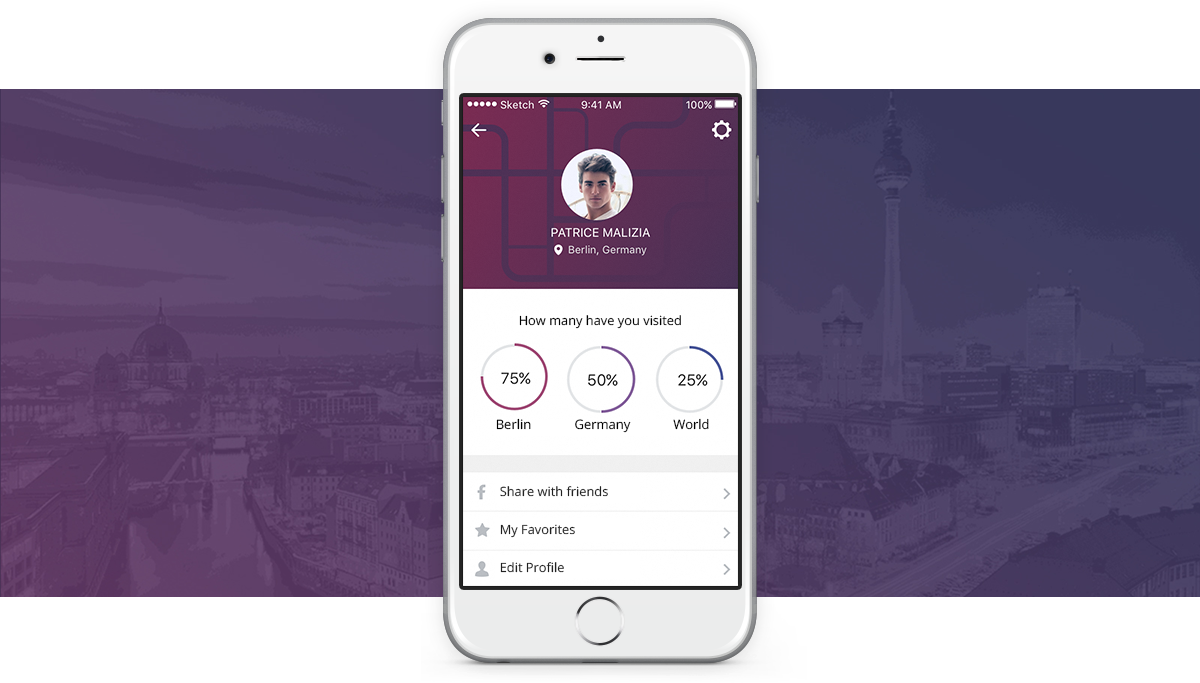 Sketch 9:41 AM 100%
PATRICE MALIZIA
Berlin, Germany
How many have you visited
75% 50% 25%
Berlin Germany World
Share with friends
My Favorites
Edit Profile